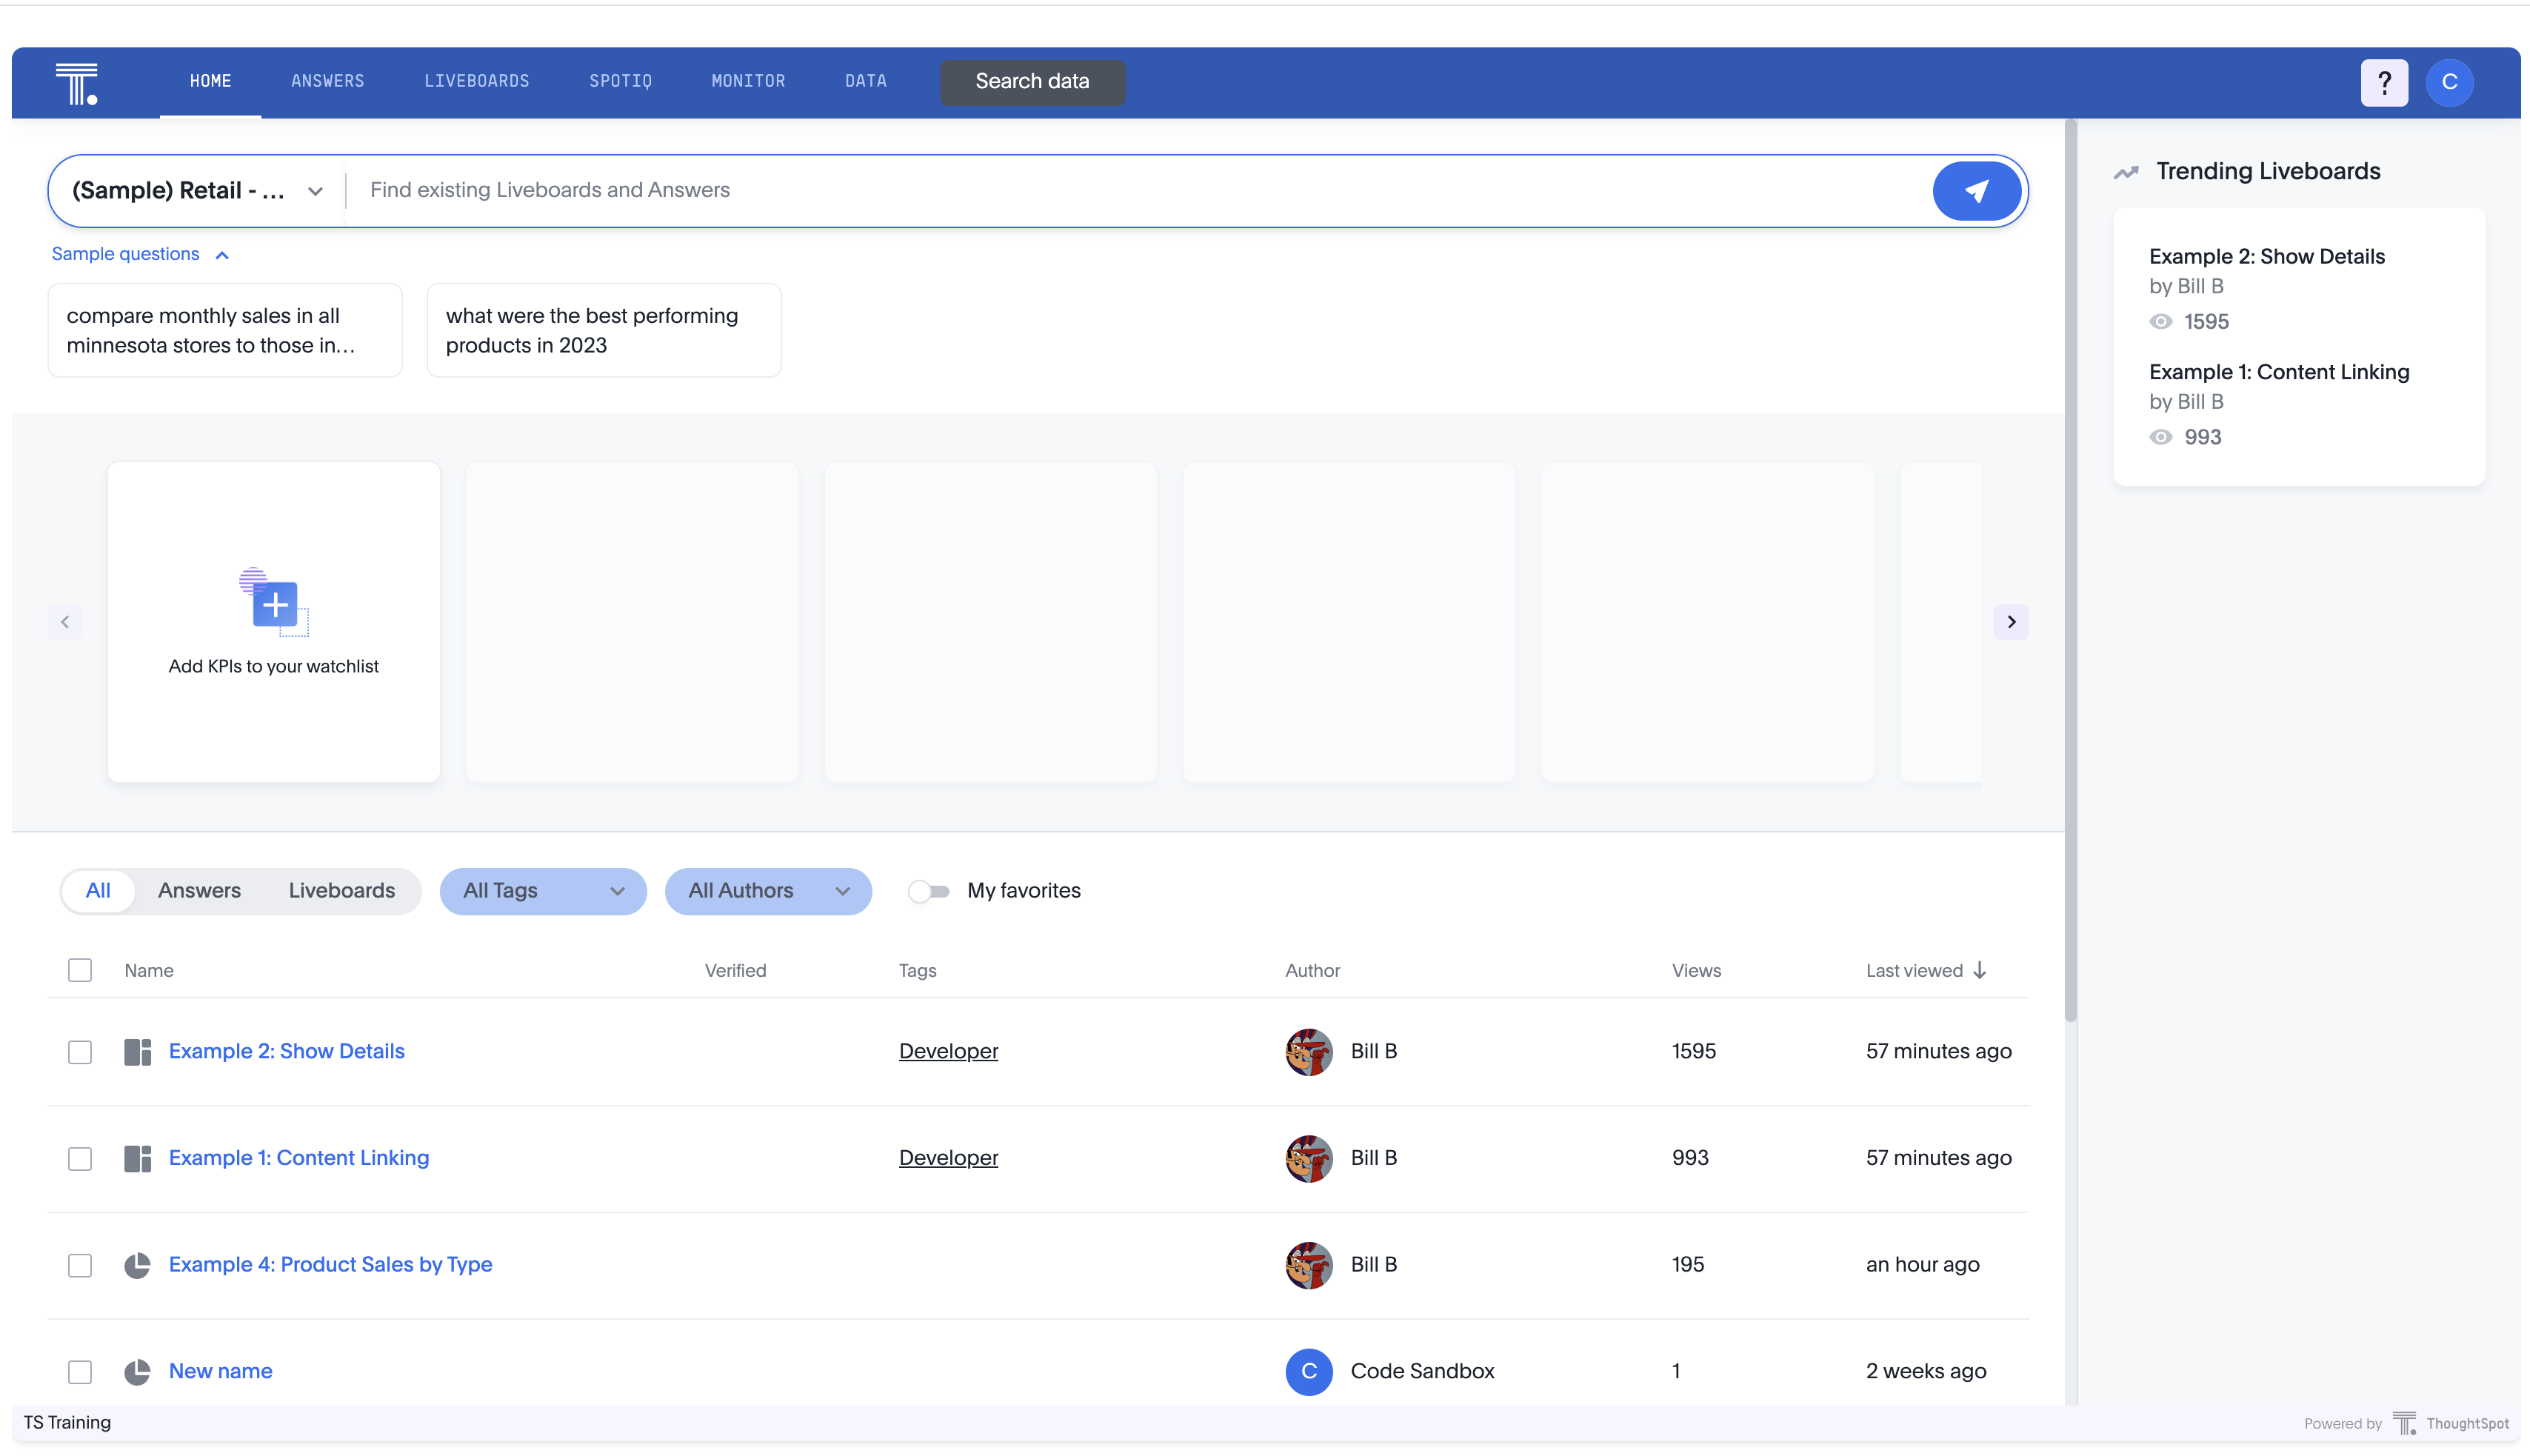 HOME ANSWERS LIVEBOARDS SPOTIQ MONITOR DATA Search data ? C
(Sample) Retail - ... Find existing Liveboards and Answers
Sample questions
compare monthly sales in all
minnesota stores to those in...
what were the best performing
products in 2023
Add KPIs to your watchlist
All Answers Liveboards All Tags All Authors My favorites
Name Verified Tags Author Views Last viewed
Example 2: Show Details Developer Bill B 1595 57 minutes ago
Example 1: Content Linking Developer Bill B 993 57 minutes ago
Example 4: Product Sales by Type Bill B 195 an hour ago
New name C Code Sandbox 1 2 weeks ago
Trending Liveboards
Example 2: Show Details
by Bill B
1595
Example 1: Content Linking
by Bill B
993
TS Training
Powered by ThoughtSpot